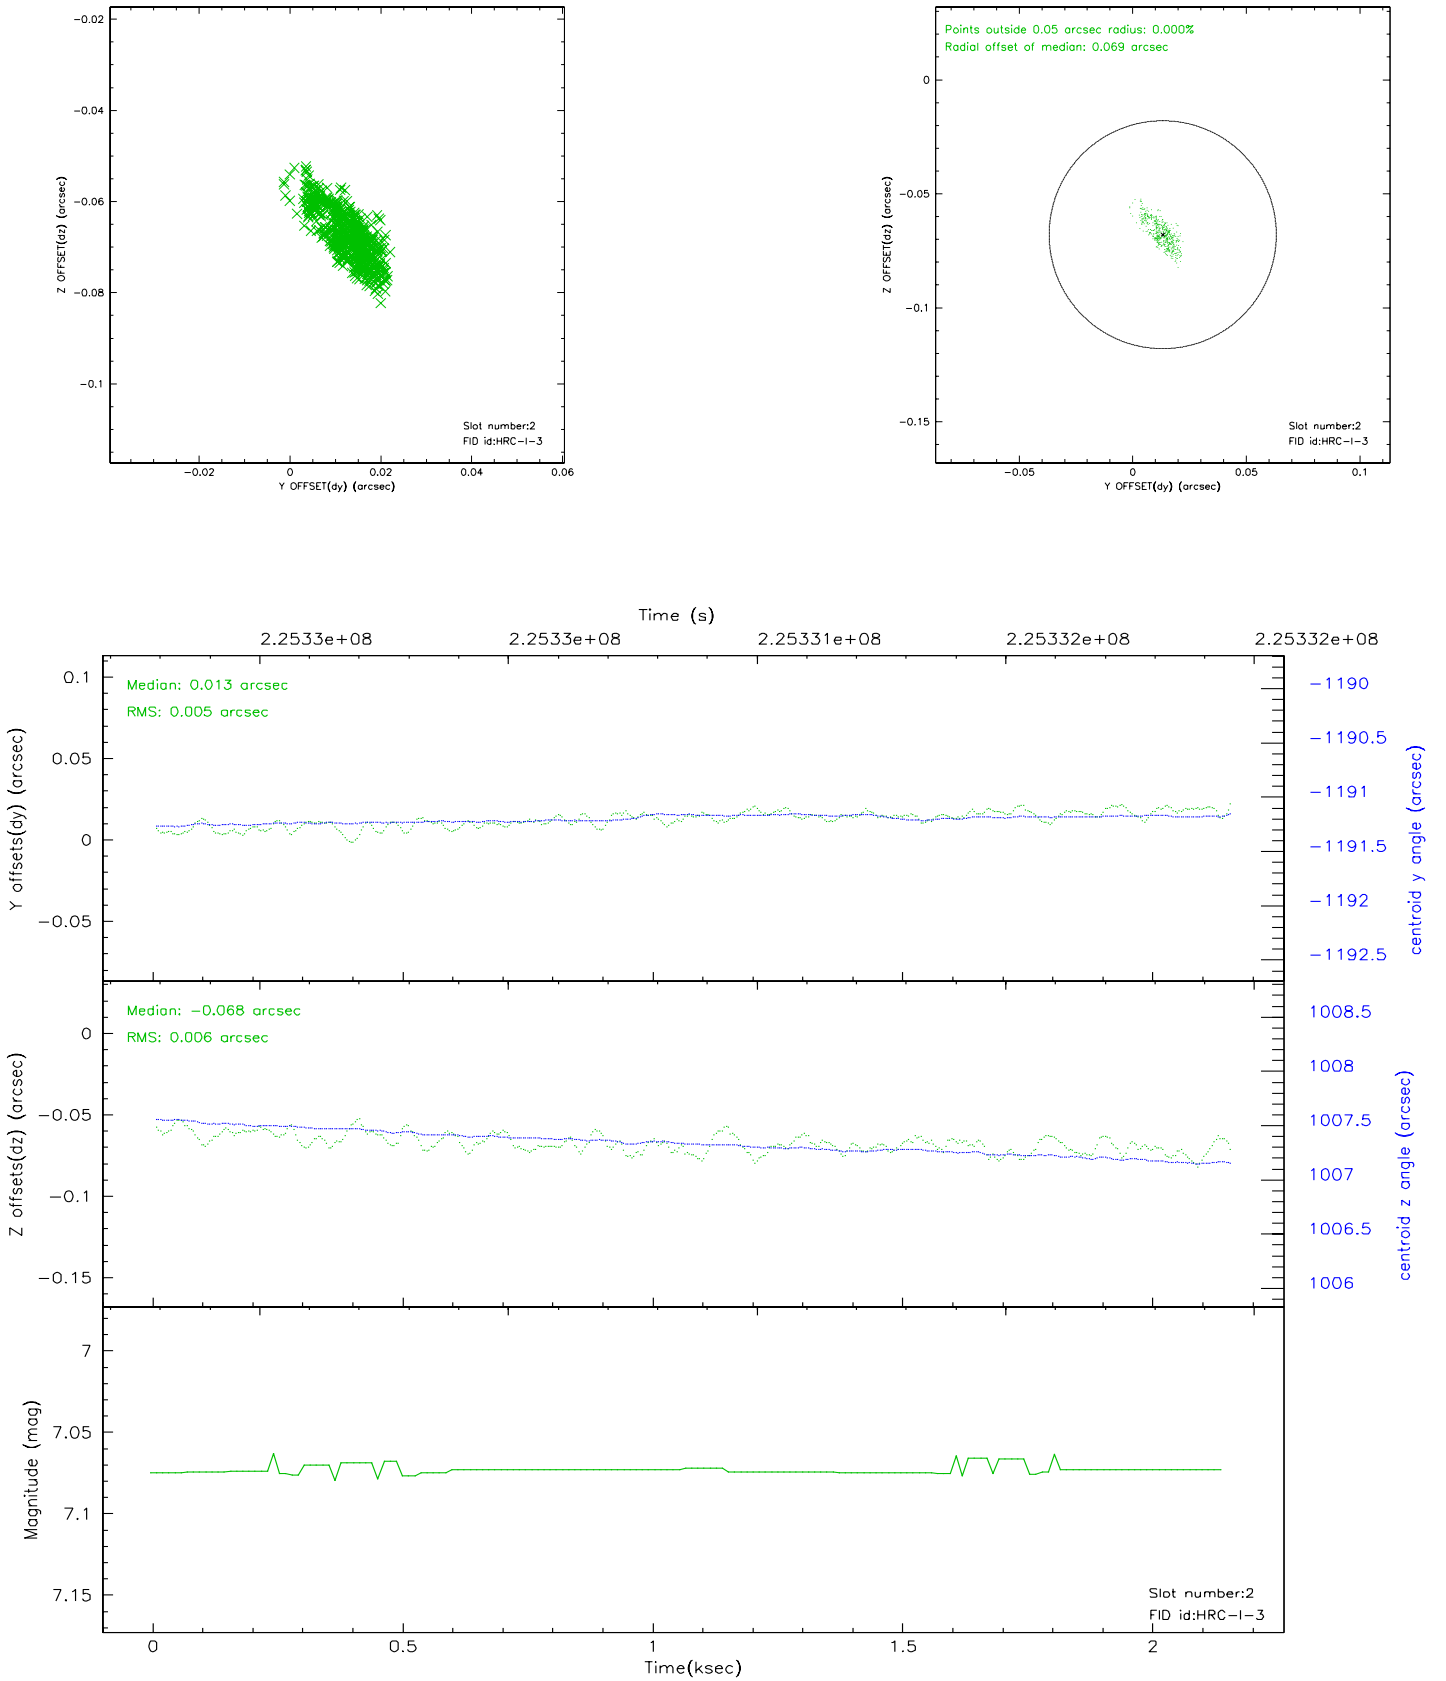 −0.02
−0.04
−0.06
−0.08
−0.1
Z OFFSET(dz) (arcsec)
Slot number:2
FID id:HRC−I−3
−0.02 0 0.02 0.04 0.06
Y OFFSET(dy) (arcsec)
Points outside 0.05 arcsec radius: 0.000%
Radial offset of median: 0.069 arcsec
0
−0.05
−0.1
−0.15
Z OFFSET(dz) (arcsec)
Slot number:2
FID id:HRC−I−3
−0.05 0 0.05 0.1
Y OFFSET(dy) (arcsec)
Time (s)
2.2533e+08 2.2533e+08 2.25331e+08 2.25332e+08 2.25332e+08
Median: 0.013 arcsec
RMS: 0.005 arcsec
0.1
0.05
0
−0.05
Y offsets(dy) (arcsec)
−1190
−1190.5
−1191
−1191.5
−1192
−1192.5
centroid y angle (arcsec)
Median: −0.068 arcsec
RMS: 0.006 arcsec
0
−0.05
−0.1
−0.15
Z offsets(dz) (arcsec)
1008.5
1008
1007.5
1007
1006.5
1006
centroid z angle (arcsec)
7
7.05
7.1
7.15
Magnitude (mag)
Slot number:2
FID id:HRC−I−3
0 0.5 1 1.5 2
Time(ksec)